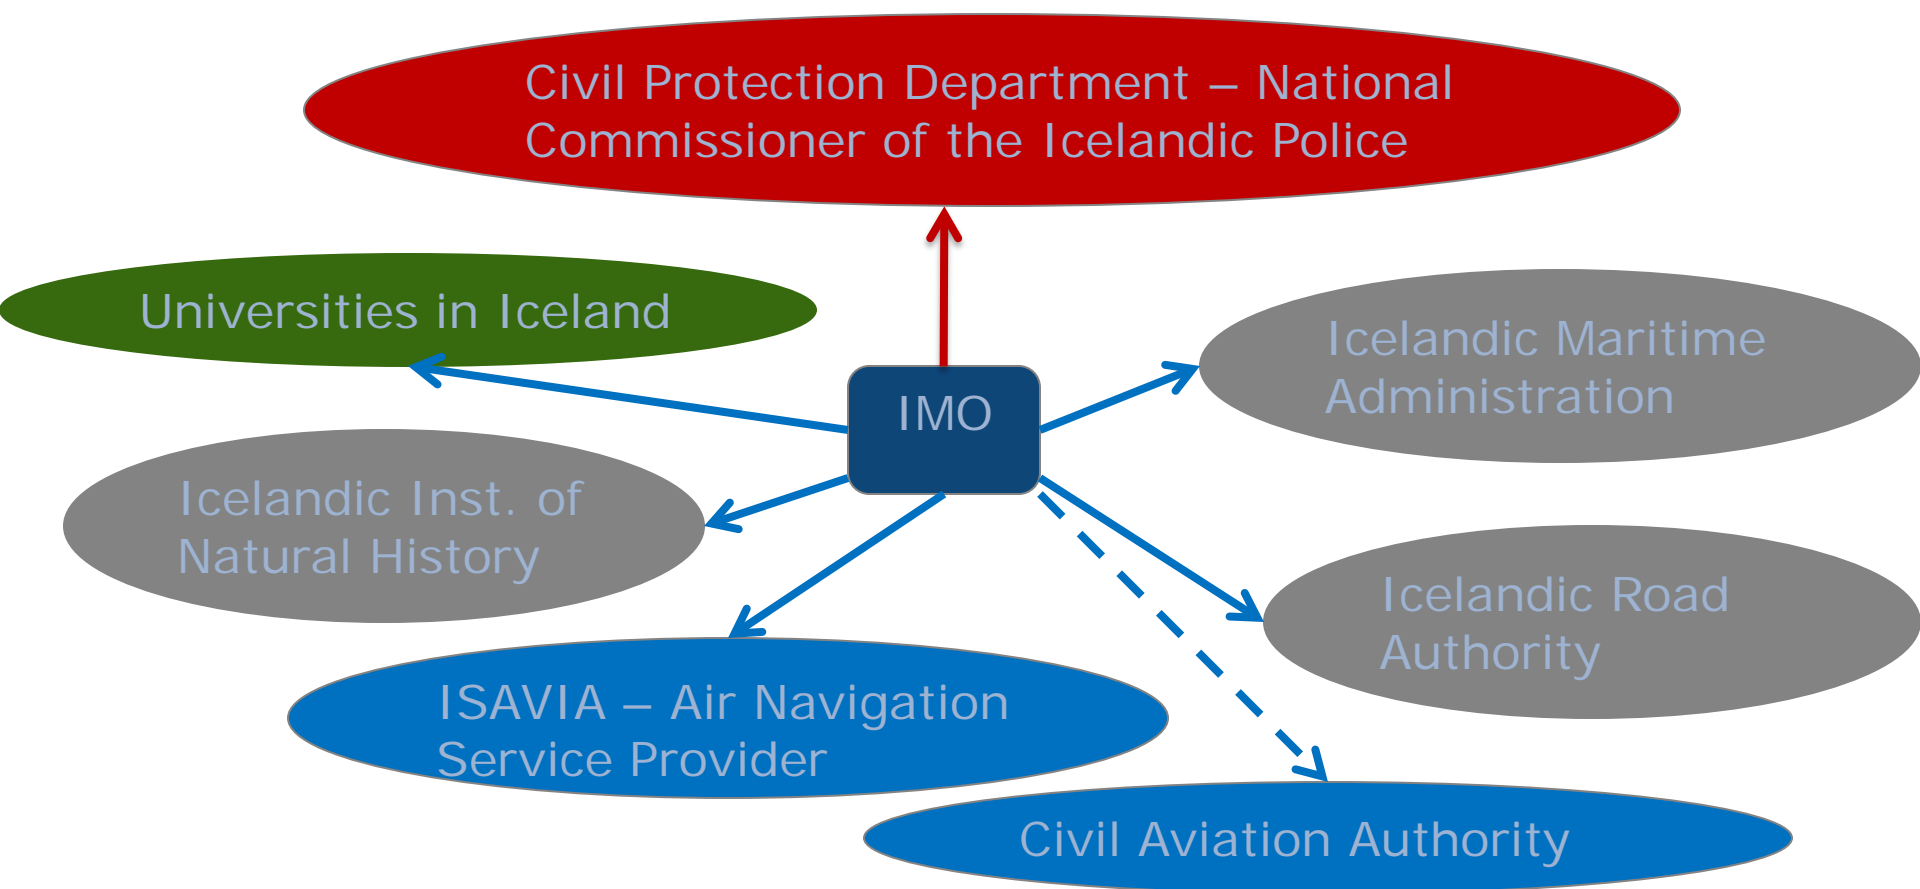 Civil Protection Department – National
Commissioner of the Icelandic Police
Universities in Iceland
Icelandic Maritime
Administration
IMO
Icelandic Inst. of
Natural History
Icelandic Road
Authority
ISAVIA – Air Navigation
Service Provider
Civil Aviation Authority